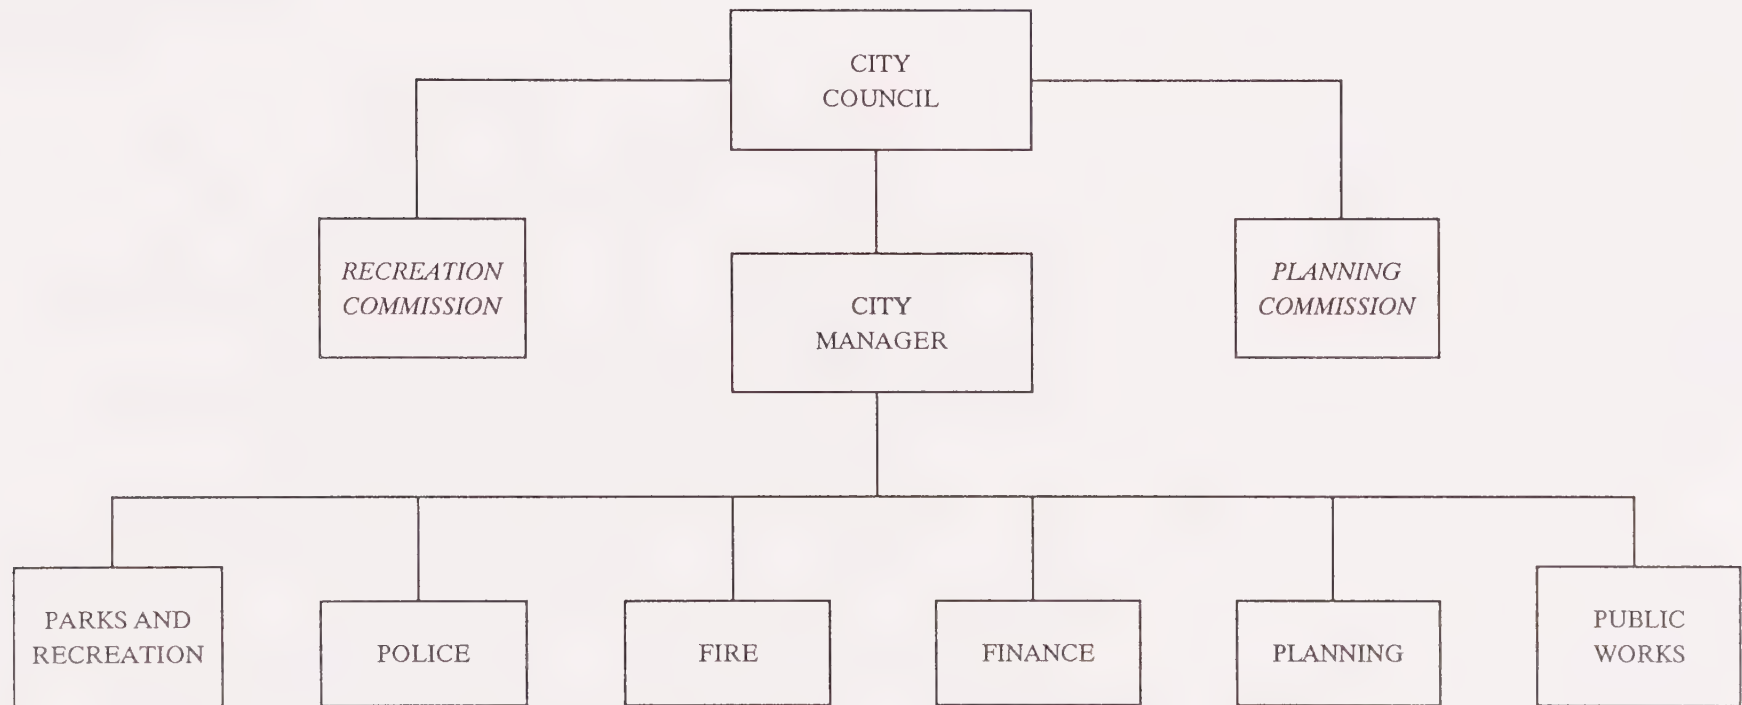 CITY
COUNCIL
RECREATION
COMMISSION
CITY
MANAGER
PLANNING
COMMISSION
PARKS AND
RECREATION
POLICE
FIRE
FINANCE
PLANNING
PUBLIC
WORKS